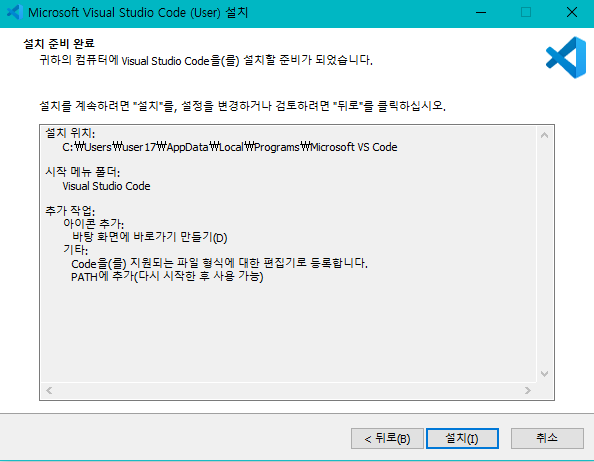 Microsoft Visual Studio Code (User) 설치
설치 준비 완료
귀하의 컴퓨터에 Visual Studio Code을(를) 설치할 준비가 되었습니다.
설치를 계속하려면 "설치"를, 설정을 변경하거나 검토하려면 "뒤로"를 클릭하십시오.
설치 위치:
C:₩Users₩user17₩AppData₩Local₩Programs₩Microsoft VS Code
시작 메뉴 폴더:
Visual Studio Code
추가 작업:
아이콘 추가:
바탕 화면에 바로가기 만들기(D)
기타:
Code을(를) 지원되는 파일 형식에 대한 편집기로 등록합니다.
PATH에 추가(다시 시작한 후 사용 가능)
< 뒤로(B) 설치(I) 취소